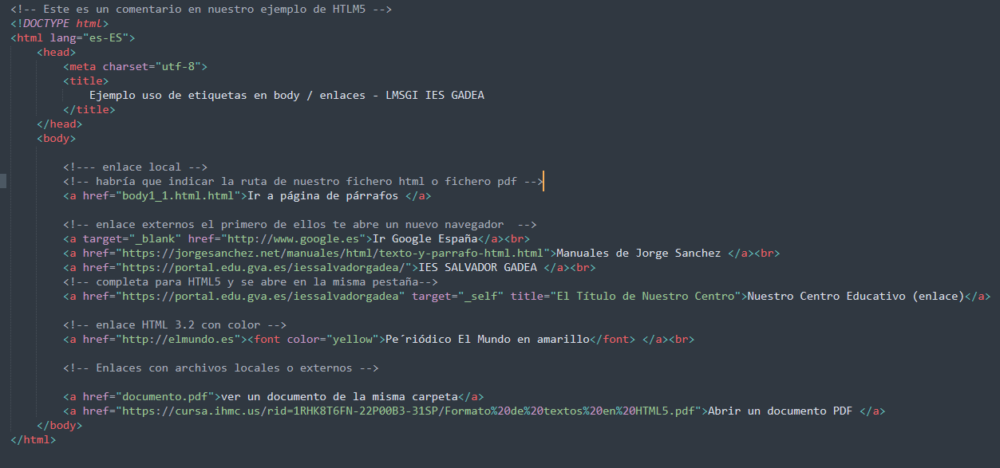 <!-- Este es un comentario en nuestro ejemplo de HTLM5 -->
<!DOCTYPE html>
<html lang="es-ES">
<head>
<meta charset="utf-8">
<title>
Ejemplo uso de etiquetas en body / enlaces - LMSGI IES GADEA
</title>
</head>
<body>
<!--- enlace local -->
<!-- habría que indicar la ruta de nuestro fichero html o fichero pdf -->
<a href="body1_1.html.html">Ir a página de párrafos </a>
<!-- enlace externos el primero de ellos te abre un nuevo navegador  -->
<a target="_blank" href="http://www.google.es">Ir Google España</a><br>
<a href="https://jorgesanchez.net/manuales/html/texto-y-parrafo-html.html">Manuales de Jorge Sanchez </a><br>
<a href="https://portal.edu.gva.es/iessalvadorgadea/">IES SALVADOR GADEA </a><br>
<!-- completa para HTML5 y se abre en la misma pestaña-->
<a href="https://portal.edu.gva.es/iessalvadorgadea" target="_self" title="El Título de Nuestro Centro">Nuestro Centro Educativo (enlace)</a>
<!-- enlace HTML 3.2 con color -->
<a href="http://elmundo.es"><font color="yellow">Pe´riódico El Mundo en amarillo</font> </a><br>
<!-- Enlaces con archivos locales o externos -->
<a href="documento.pdf">ver un documento de la misma carpeta</a>
<a href="https://cursa.ihmc.us/rid=1RHK8T6FN-22P00B3-31SP/Formato%20de%20textos%20en%20HTML5.pdf">Abrir un documento PDF </a>
</body>
</html>